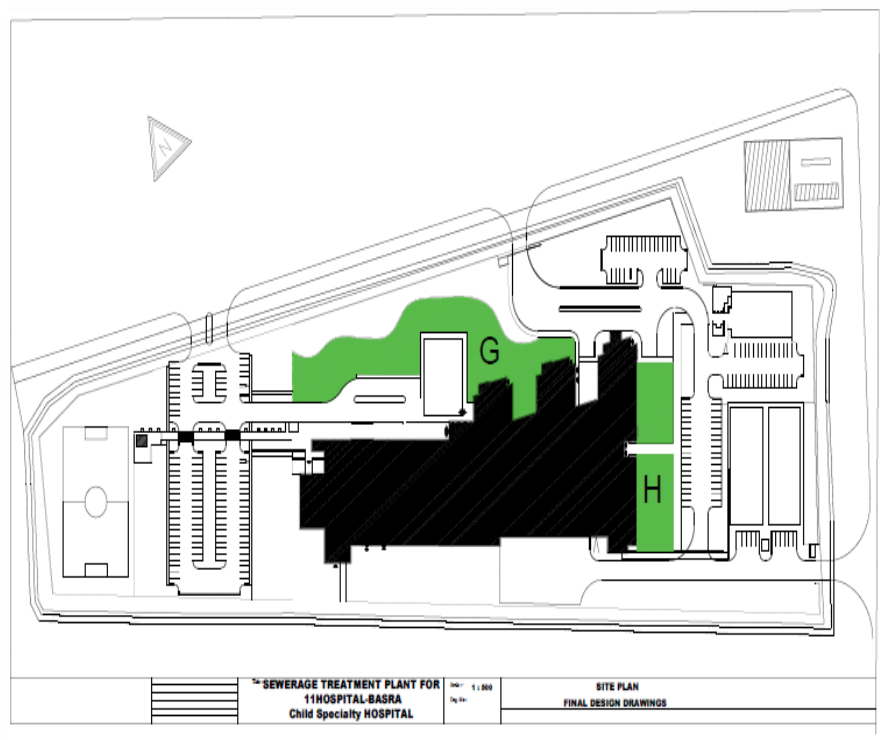 N
G
H
SEWERAGE TREATMENT PLANT FOR
11HOSPITAL-BASRA
Child Specialty HOSPITAL
1 : 500
SITE PLAN
FINAL DESIGN DRAWINGS